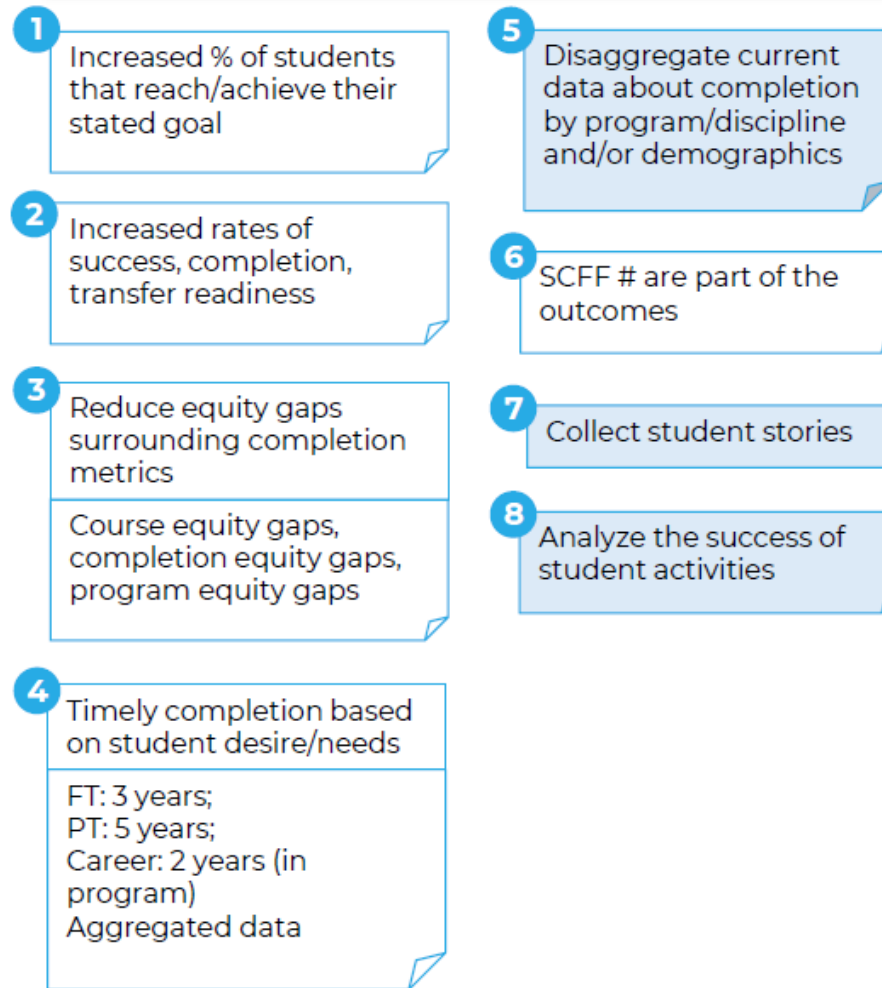 1
Increased % of students
that reach/achieve their
stated goal
2
Increased rates of
success, completion,
transfer readiness
3
Reduce equity gaps
surrounding completion
metrics
Course equity gaps,
completion equity gaps,
program equity gaps
4
Timely completion based
on student desire/needs
FT: 3 years;
PT: 5 years;
Career: 2 years (in
program)
Aggregated data
5
Disaggregate current
data about completion
by program/discipline
and/or demographics
6
SCFF # are part of the
outcomes
7
Collect student stories
8
Analyze the success of
student activities